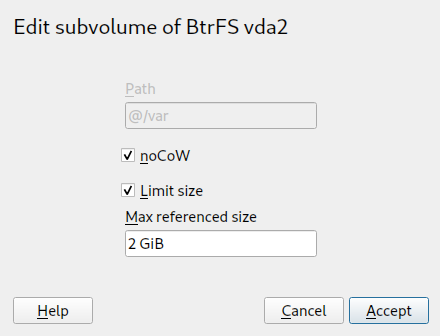 Edit subvolume of BtrFS vda2
Path
@/var
noCoW
Limit size
Max referenced size
2 GiB
Help
Cancel
Accept